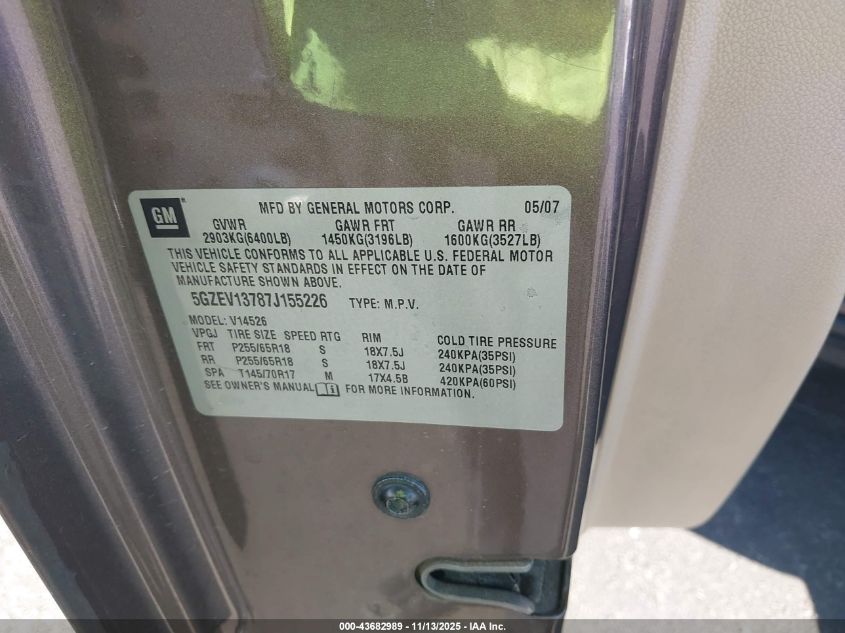 GM
MFD BY GENERAL MOTORS CORP. 05/07
GVWR GAWR FRT GAWR RR
2903KG(6400LB) 1450KG(3196LB) 1600KG(3527LB)
THIS VEHICLE CONFORMS TO ALL APPLICABLE U.S. FEDERAL MOTOR
VEHICLE SAFETY STANDARDS IN EFFECT ON THE DATE OF
MANUFACTURE SHOWN ABOVE.
5GZEV13787J155226 TYPE: M.P.V.
MODEL: V14526
VPGJ TIRE SIZE SPEED RTG RIM COLD TIRE PRESSURE
FRT P255/65R18 S 18X7.5J 240KPA(35PSI)
RR P255/65R18 S 18X7.5J 240KPA(35PSI)
SPA T145/70R17 M 17X4.5B 420KPA(60PSI)
SEE OWNER'S MANUAL i FOR MORE INFORMATION.
000-43682989 - 11/13/2025 - IAA Inc.